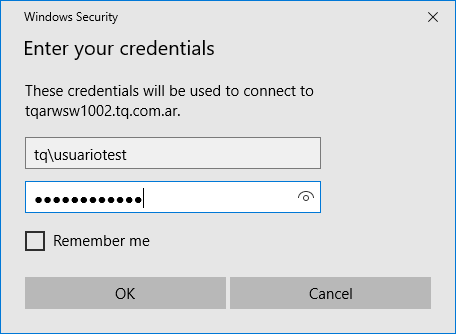 Windows Security
Enter your credentials
These credentials will be used to connect to
tqarwsw1002.tq.com.ar.
tq\usuariotest
●●●●●●●●●●●●
Remember me
OK
Cancel